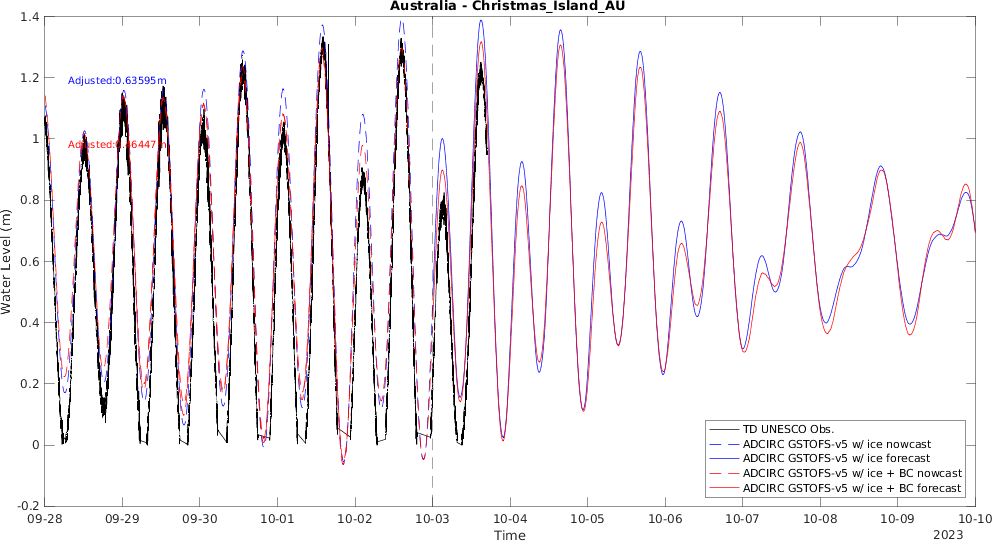 Australia - Christmas_Island_AU
1.4
1.2
1
0.8
0.6
0.4
0.2
0
-0.2
Water Level (m)
Adjusted:0.63595m
TD UNESCO Obs.
ADCIRC GSTOFS-v5 w/ ice nowcast
ADCIRC GSTOFS-v5 w/ ice forecast
ADCIRC GSTOFS-v5 w/ ice + BC nowcast
ADCIRC GSTOFS-v5 w/ ice + BC forecast
09-28 09-29 09-30 10-01 10-02 10-03 10-04 10-05 10-06 10-07 10-08 10-09 10-10
Time
2023